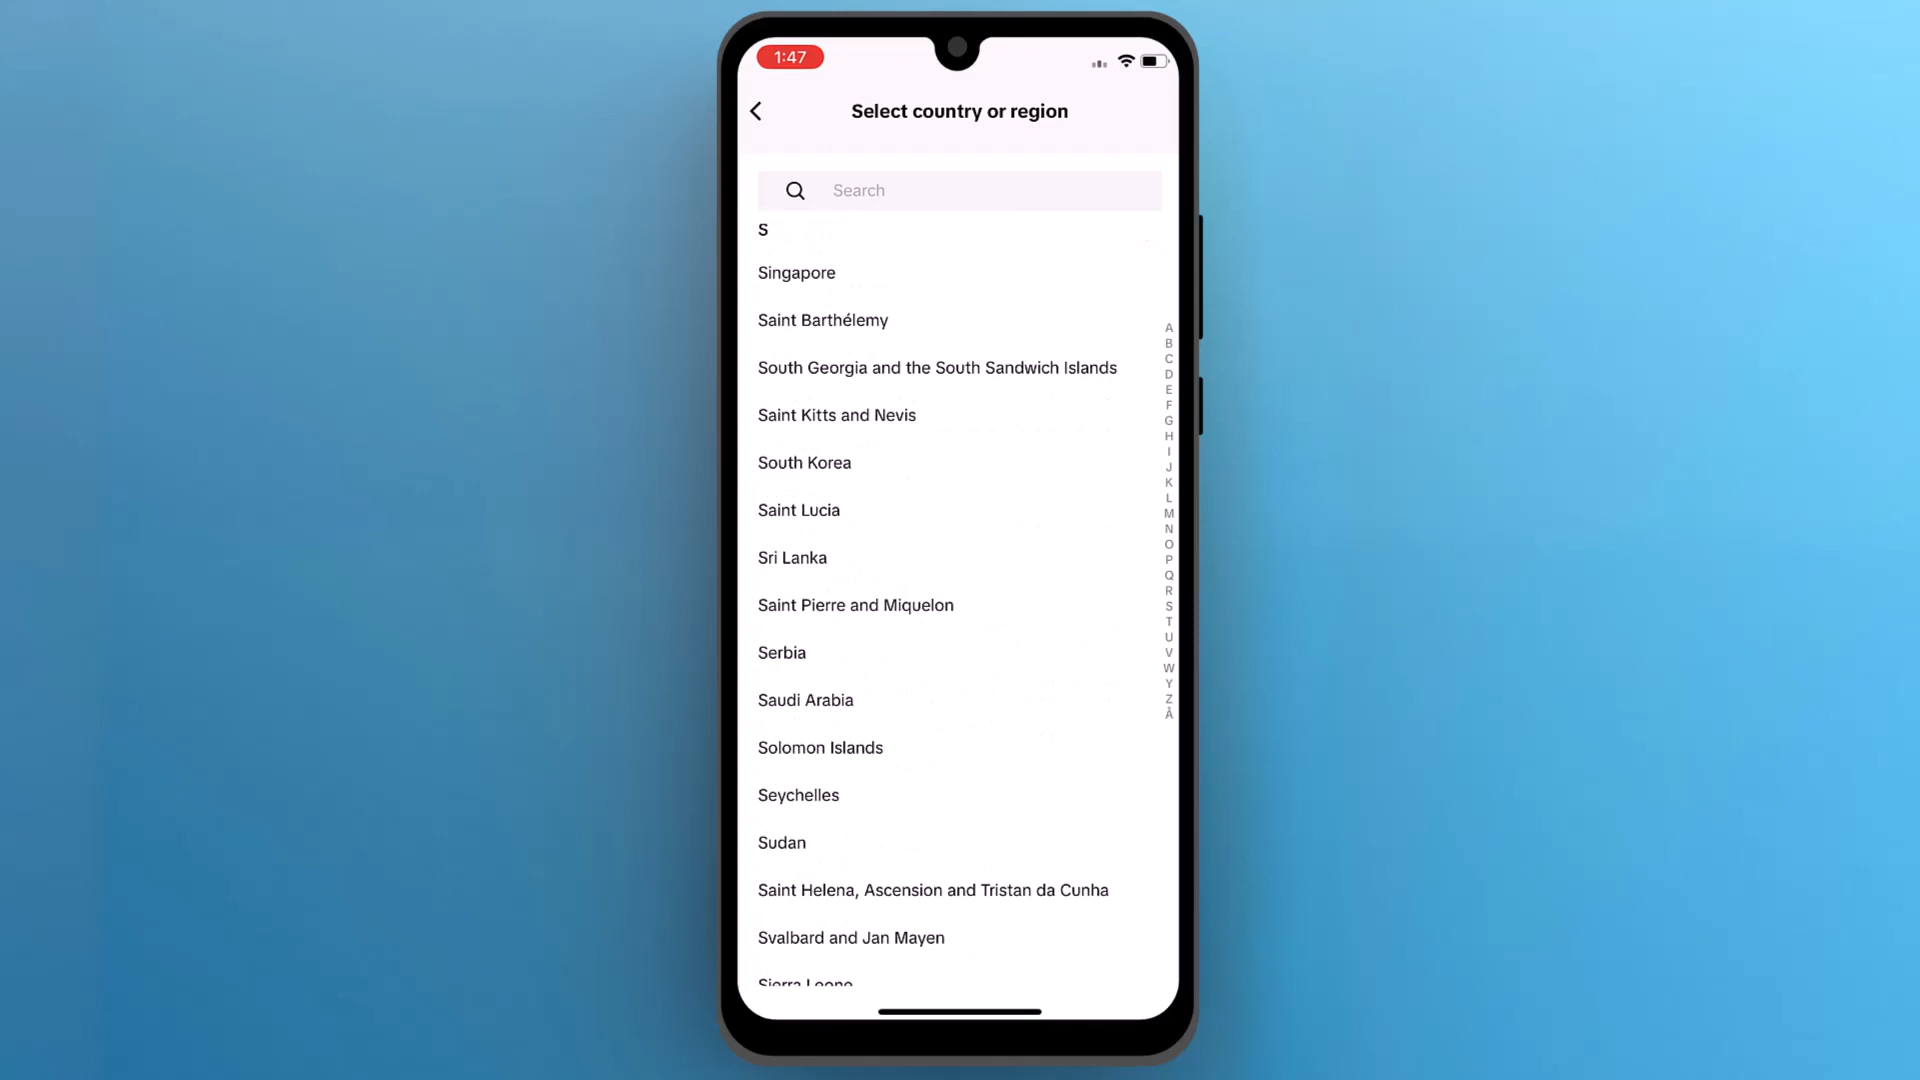 1:47
Select country or region
Search
S
Singapore
Saint Barthélemy
South Georgia and the South Sandwich Islands
Saint Kitts and Nevis
South Korea
Saint Lucia
Sri Lanka
Saint Pierre and Miquelon
Serbia
Saudi Arabia
Solomon Islands
Seychelles
Sudan
Saint Helena, Ascension and Tristan da Cunha
Svalbard and Jan Mayen
Sierra Leone
A
B
C
D
E
F
G
H
I
J
K
L
M
N
O
P
Q
R
S
T
U
V
W
Y
Z
Å